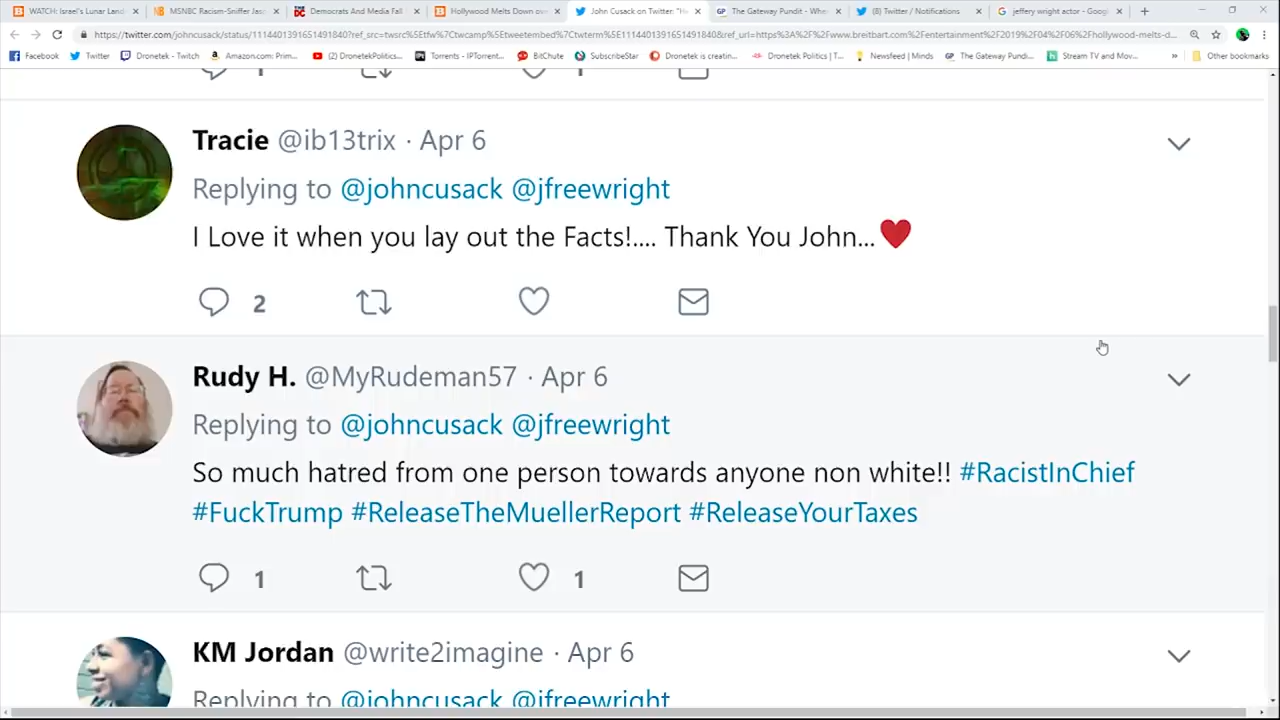 WATCH: Israel's Lunar Land
MSNBC Racism-Sniffer Jas
Democrats And Media Fall
Hollywood Melts Down ov
John Cusack on Twitter: "H
The Gateway Pundit - Whe
(8) Twitter / Notifications
jeffery wright actor - Goog
https://twitter.com/johncusack/status/1114401391651491840?ref_src=twsrc%5Etfw%7Ctwcamp%5Etweetembed%7Ctwterm%5E1114401391651491840&ref_url=https%3A%2F%2Fwww.breitbart.com%2Fentertainment%2F2019%2F04%2F06%2Fhollywood-melts-d...
Facebook
Twitter
Dronetek - Twitch
Amazon.com: Prim...
(2) DronetekPolitics...
Torrents - IPTorrent...
BitChute
SubscribeStar
Dronetek is creatin...
Dronetek Politics | T...
Newsfeed | Minds
The Gateway Pundi...
Stream TV and Mov...
Other bookmarks
Tracie @ib13trix · Apr 6
Replying to @johncusack @jfreewright
I Love it when you lay out the Facts!.... Thank You John...❤
2
Rudy H. @MyRudeman57 · Apr 6
Replying to @johncusack @jfreewright
So much hatred from one person towards anyone non white!! #RacistInChief
#FuckTrump #ReleaseTheMuellerReport #ReleaseYourTaxes
1 1
KM Jordan @write2imagine · Apr 6
Replying to @johncusack @jfreewright